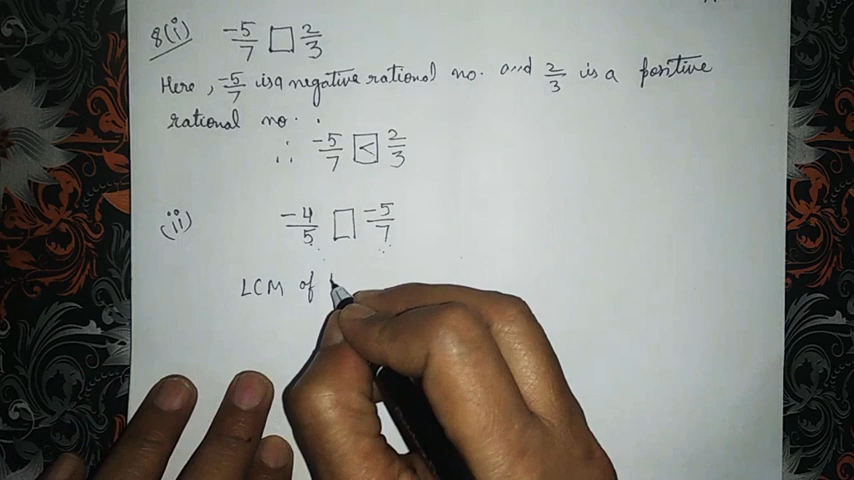 8(i) -5/7 □ 2/3
Here, -5/7 is a negative rational no. and 2/3 is a positive
rational no.
∴ -5/7 < 2/3
(ii) -4/5 □ -5/7
LCM of